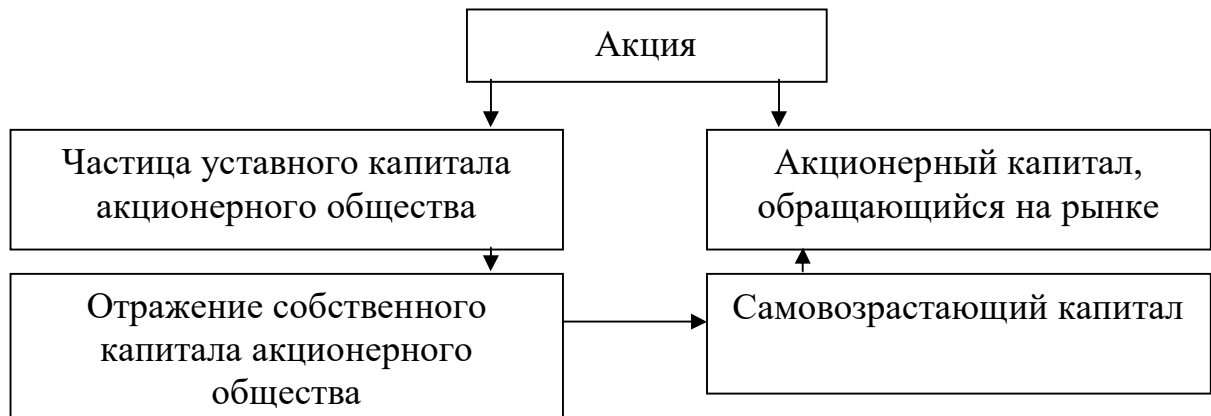 Акция
Частица уставного капитала
акционерного общества
Акционерный капитал,
обращающийся на рынке
Отражение собственного
капитала акционерного
общества
Самовозрастающий капитал